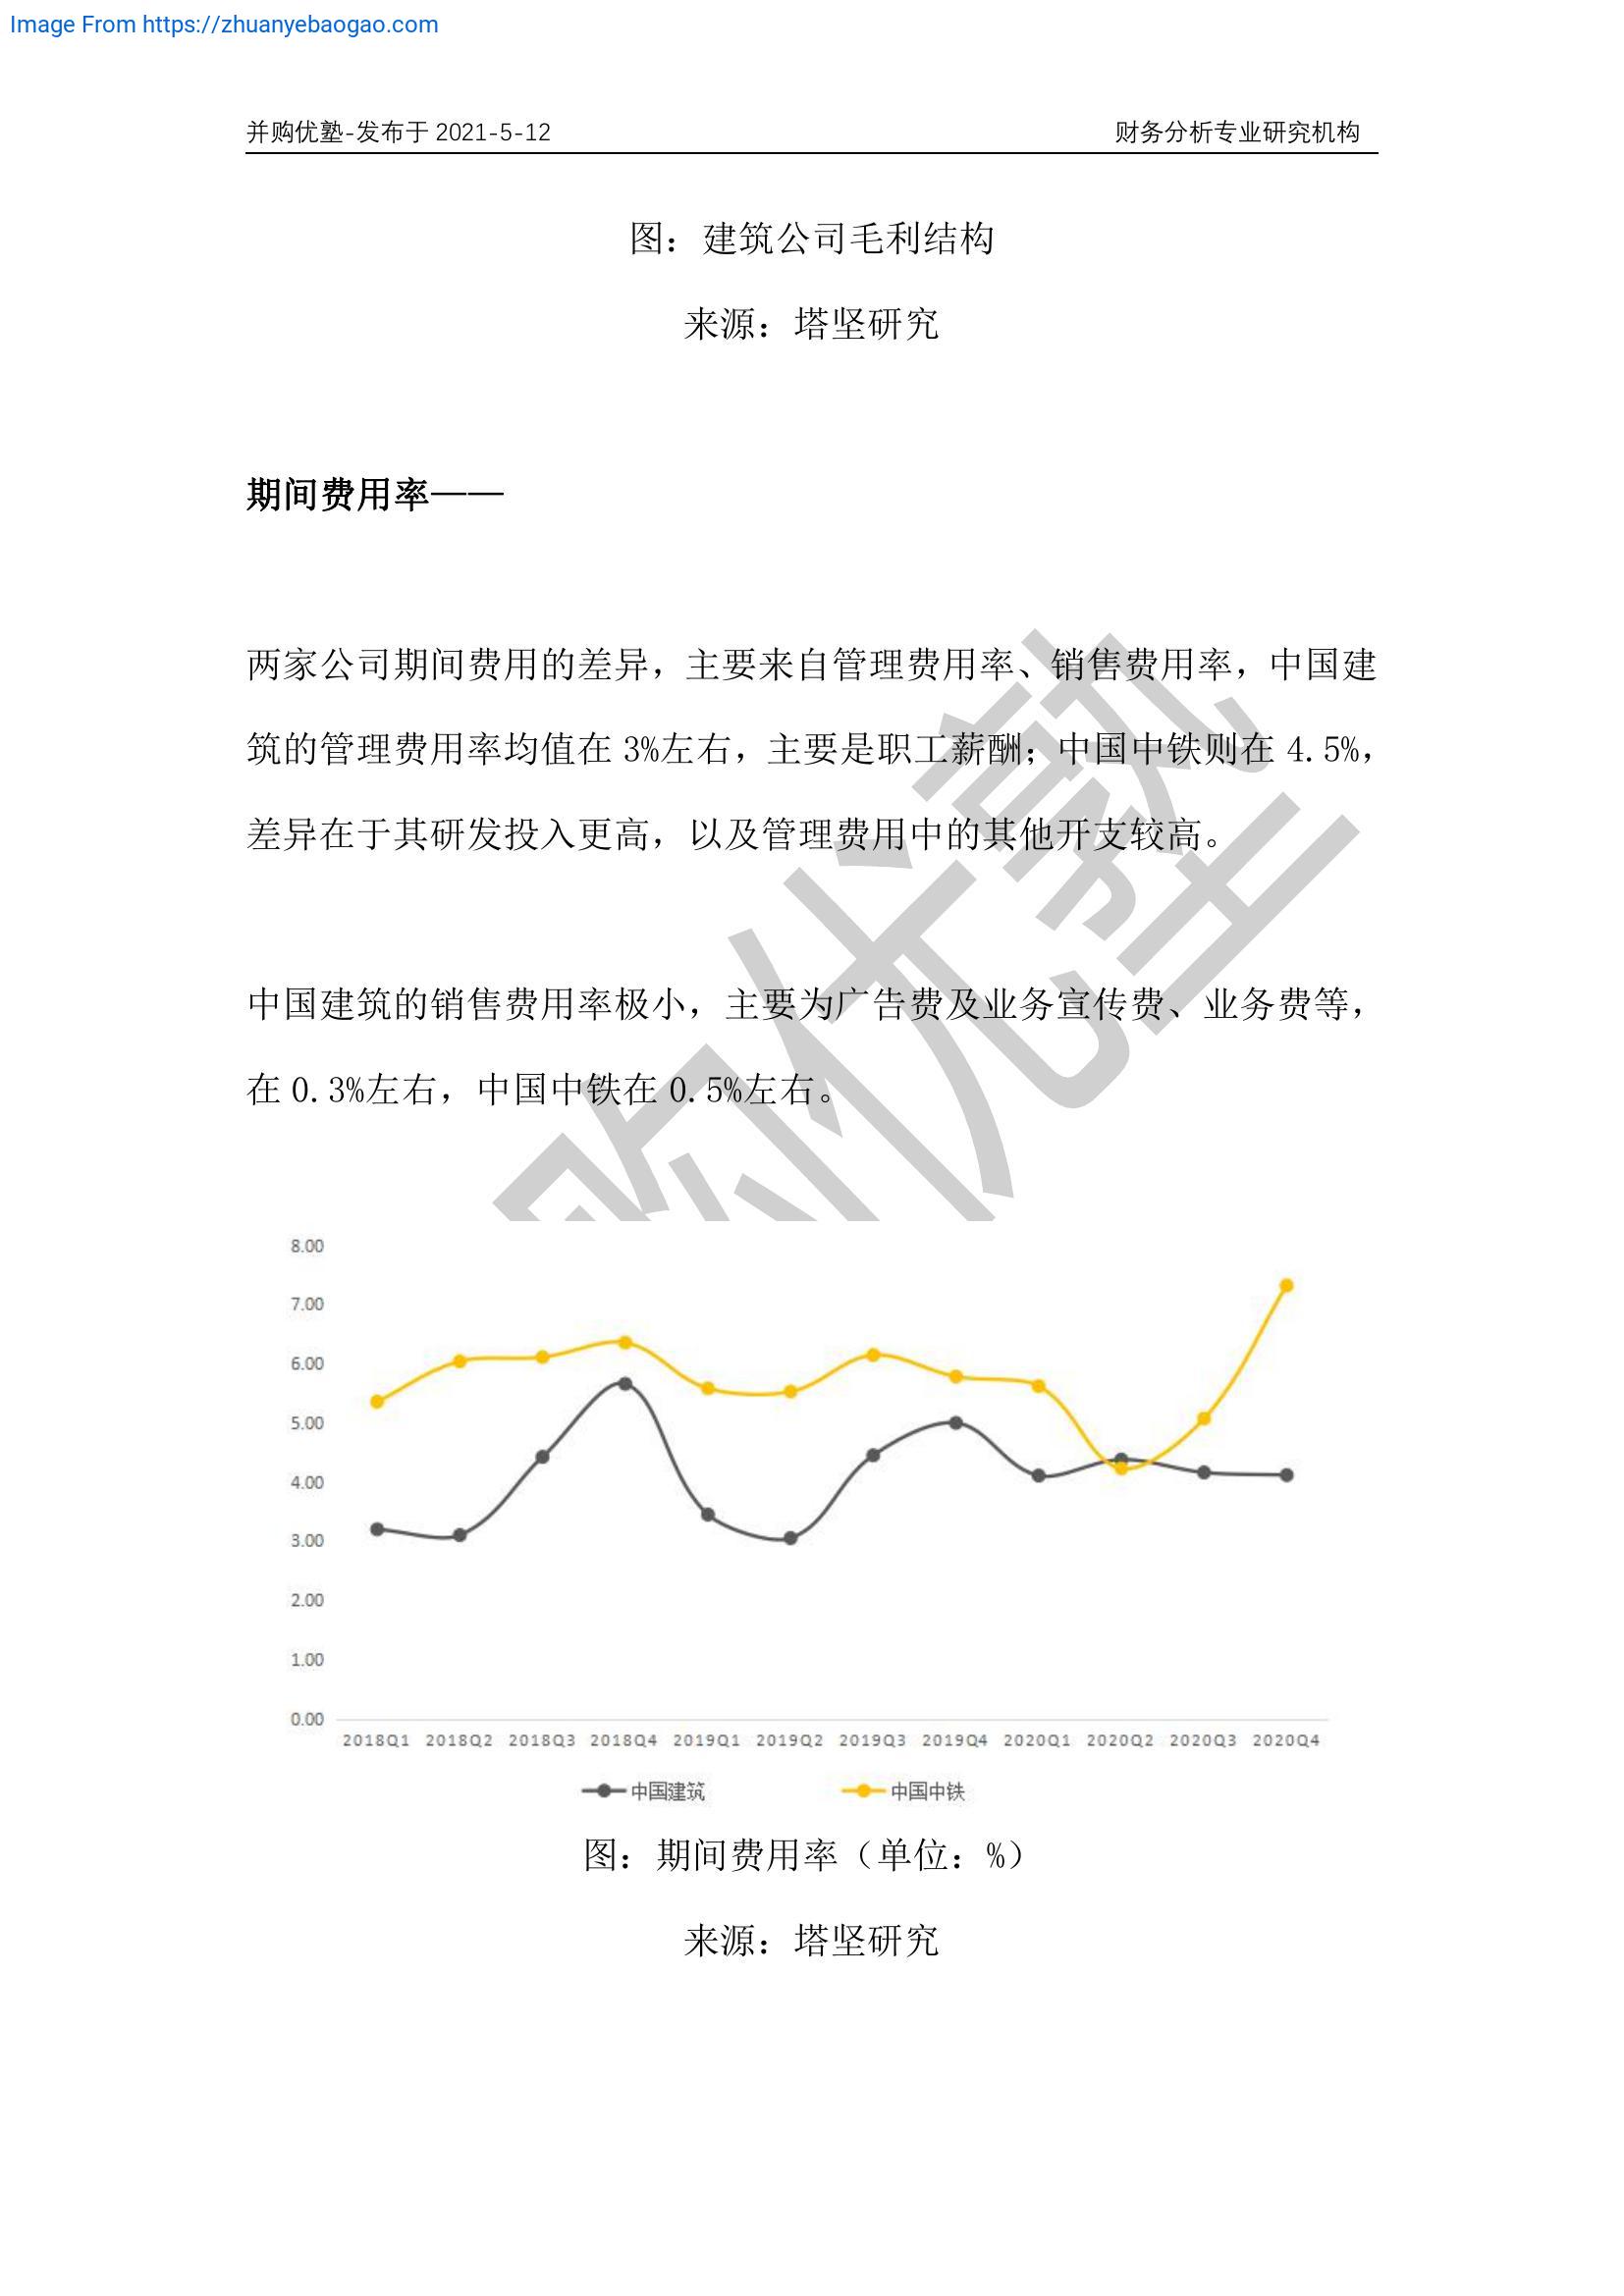 Image From https://zhuanyebaogao.com
并购优塾-发布于 2021-5-12 财务分析专业研究机构
图：建筑公司毛利结构
来源：塔坚研究
期间费用率——
两家公司期间费用的差异，主要来自管理费用率、销售费用率，中国建
筑的管理费用率均值在 3%左右，主要是职工薪酬；中国中铁则在 4.5%，
差异在于其研发投入更高，以及管理费用中的其他开支较高。
中国建筑的销售费用率极小，主要为广告费及业务宣传费、业务费等，
在 0.3%左右，中国中铁在 0.5%左右。
购优塾
8.00
7.00
6.00
5.00
4.00
3.00
2.00
1.00
0.00
2018Q1 2018Q2 2018Q3 2018Q4 2019Q1 2019Q2 2019Q3 2019Q4 2020Q1 2020Q2 2020Q3 2020Q4
中国建筑 中国中铁
图：期间费用率（单位：%）
来源：塔坚研究